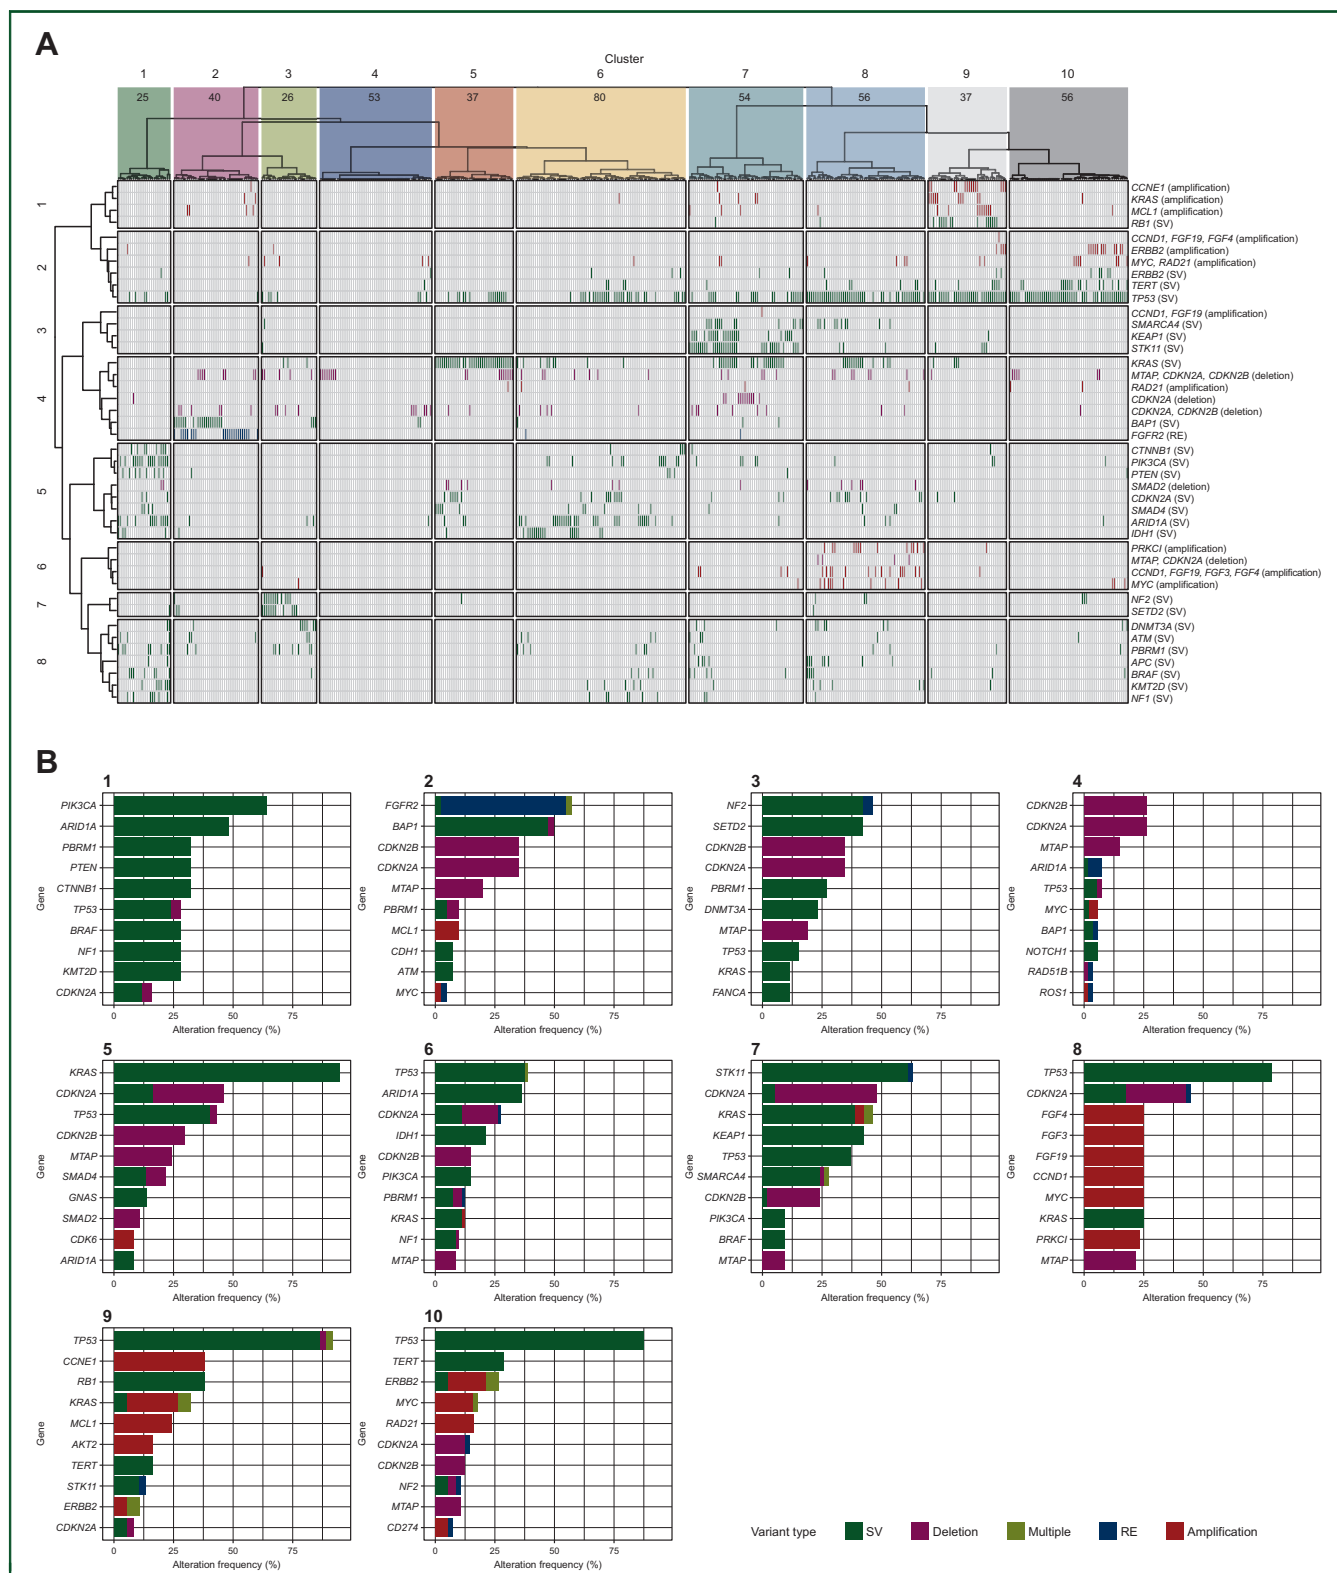 A
Cluster
1 2 3 4 5 6 7 8 9 10
25 40 26 53 37 80 54 56 37 56
1
CCNE1 (amplification)
KRAS (amplification)
MCL1 (amplification)
RB1 (SV)
2
CCND1, FGF19, FGF4 (amplification)
ERBB2 (amplification)
MYC, RAD21 (amplification)
ERBB2 (SV)
TERT (SV)
TP53 (SV)
3
CCND1, FGF19 (amplification)
SMARCA4 (SV)
KEAP1 (SV)
STK11 (SV)
4
KRAS (SV)
MTAP, CDKN2A, CDKN2B (deletion)
RAD21 (amplification)
CDKN2A (deletion)
CDKN2A, CDKN2B (deletion)
BAP1 (SV)
FGFR2 (RE)
5
CTNNB1 (SV)
PIK3CA (SV)
PTEN (SV)
SMAD2 (deletion)
CDKN2A (SV)
SMAD4 (SV)
ARID1A (SV)
IDH1 (SV)
6
PRKCI (amplification)
MTAP, CDKN2A (deletion)
CCND1, FGF19, FGF3, FGF4 (amplification)
MYC (amplification)
7
NF2 (SV)
SETD2 (SV)
8
DNMT3A (SV)
ATM (SV)
PBRM1 (SV)
APC (SV)
BRAF (SV)
KMT2D (SV)
NF1 (SV)
B
1
Gene
PIK3CA
ARID1A
PBRM1
PTEN
CTNNB1
TP53
BRAF
NF1
KMT2D
CDKN2A
0 25 50 75
Alteration frequency (%)
2
Gene
FGFR2
BAP1
CDKN2B
CDKN2A
MTAP
PBRM1
MCL1
CDH1
ATM
MYC
0 25 50 75
Alteration frequency (%)
3
Gene
NF2
SETD2
CDKN2B
CDKN2A
PBRM1
DNMT3A
MTAP
TP53
KRAS
FANCA
0 25 50 75
Alteration frequency (%)
4
Gene
CDKN2B
CDKN2A
MTAP
ARID1A
TP53
MYC
BAP1
NOTCH1
RAD51B
ROS1
0 25 50 75
Alteration frequency (%)
5
Gene
KRAS
CDKN2A
TP53
CDKN2B
MTAP
SMAD4
GNAS
SMAD2
CDK6
ARID1A
0 25 50 75
Alteration frequency (%)
6
Gene
TP53
ARID1A
CDKN2A
IDH1
CDKN2B
PIK3CA
PBRM1
KRAS
NF1
MTAP
0 25 50 75
Alteration frequency (%)
7
Gene
STK11
CDKN2A
KRAS
KEAP1
TP53
SMARCA4
CDKN2B
PIK3CA
BRAF
MTAP
0 25 50 75
Alteration frequency (%)
8
Gene
TP53
CDKN2A
FGF4
FGF3
FGF19
CCND1
MYC
KRAS
PRKCI
MTAP
0 25 50 75
Alteration frequency (%)
9
Gene
TP53
CCNE1
RB1
KRAS
MCL1
AKT2
TERT
STK11
ERBB2
CDKN2A
0 25 50 75
Alteration frequency (%)
10
Gene
TP53
TERT
ERBB2
MYC
RAD21
CDKN2A
CDKN2B
NF2
MTAP
CD274
0 25 50 75
Alteration frequency (%)
Variant type SV Deletion Multiple RE Amplification